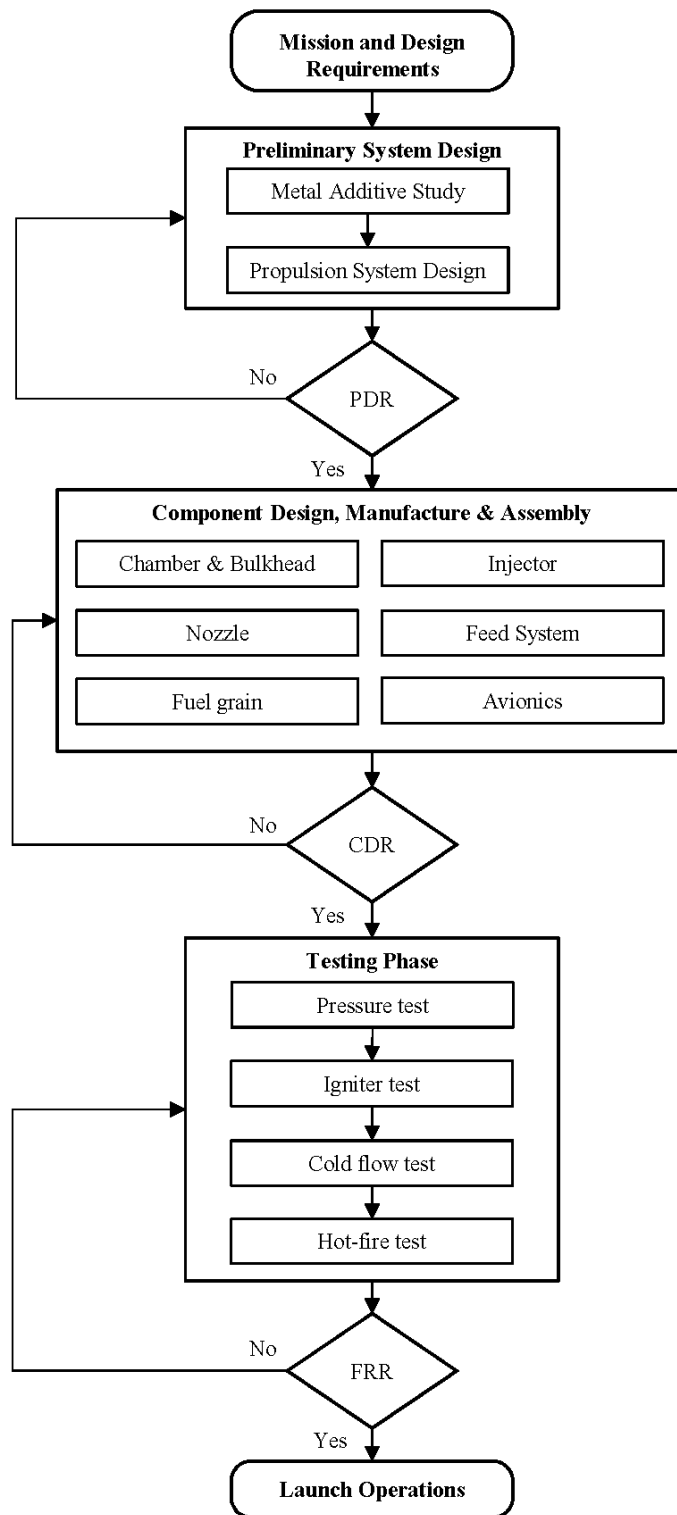 Mission and Design
Requirements
Preliminary System Design
Metal Additive Study
Propulsion System Design
No
PDR
Yes
Component Design, Manufacture & Assembly
Chamber & Bulkhead
Injector
Nozzle
Feed System
Fuel grain
Avionics
No
CDR
Yes
Testing Phase
Pressure test
Igniter test
Cold flow test
Hot-fire test
No
FRR
Yes
Launch Operations